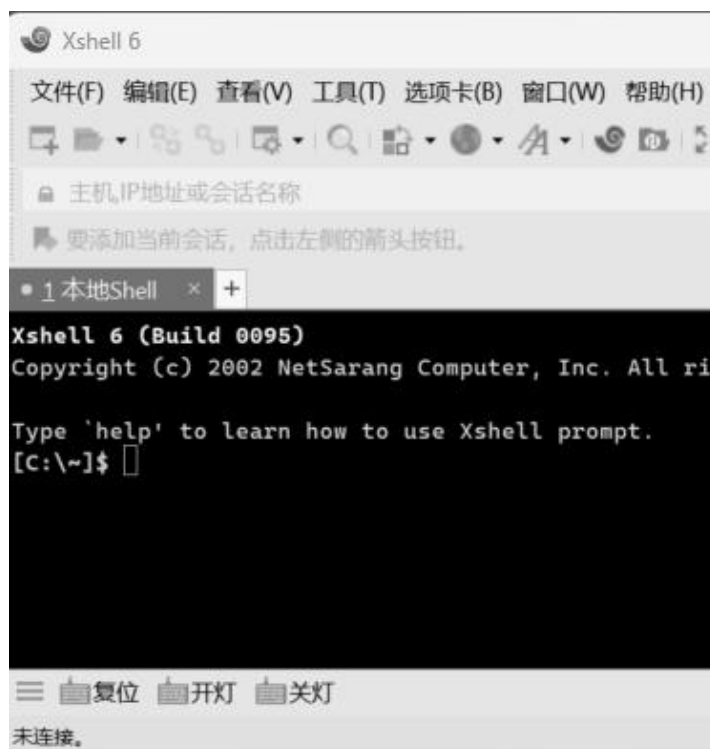 Xshell 6
文件(F) 编辑(E) 查看(V) 工具(T) 选项卡(B) 窗口(W) 帮助(H)
主机,IP地址或会话名称
要添加当前会话，点击左侧的箭头按钮。
1 本地Shell × +
Xshell 6 (Build 0095)
Copyright (c) 2002 NetSarang Computer, Inc. All ri
Type `help' to learn how to use Xshell prompt.
[C:\~]$
复位 开灯 关灯
未连接。